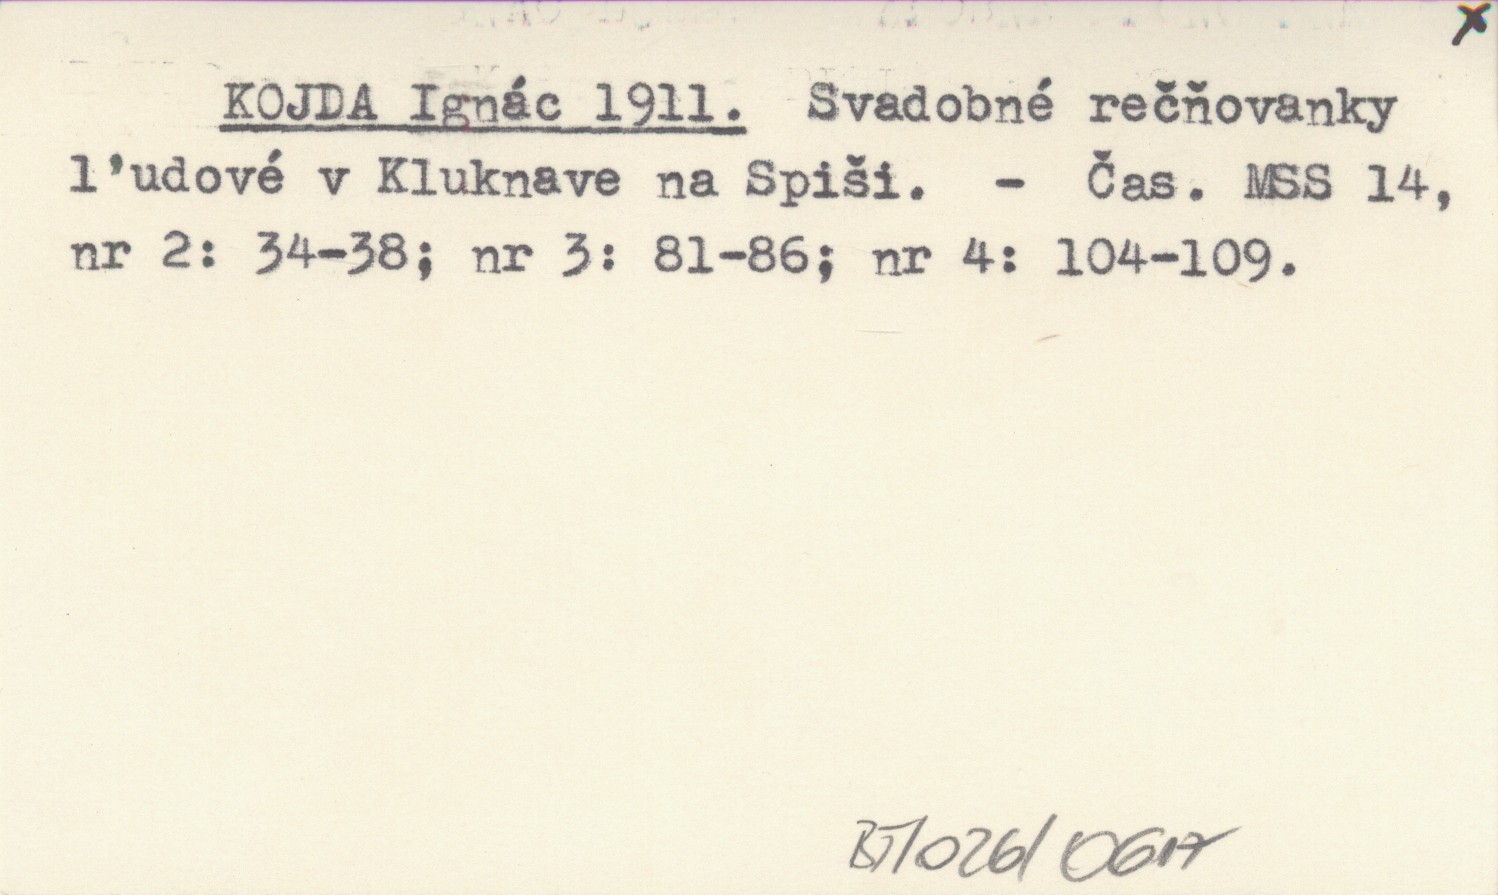 x
KOJDA Ignác 1911. Svadobné rečňovanky
l'udové v Kluknave na Spiši. - Čas. MSS 14,
nr 2: 34-38; nr 3: 81-86; nr 4: 104-109.
BJ/026/0617